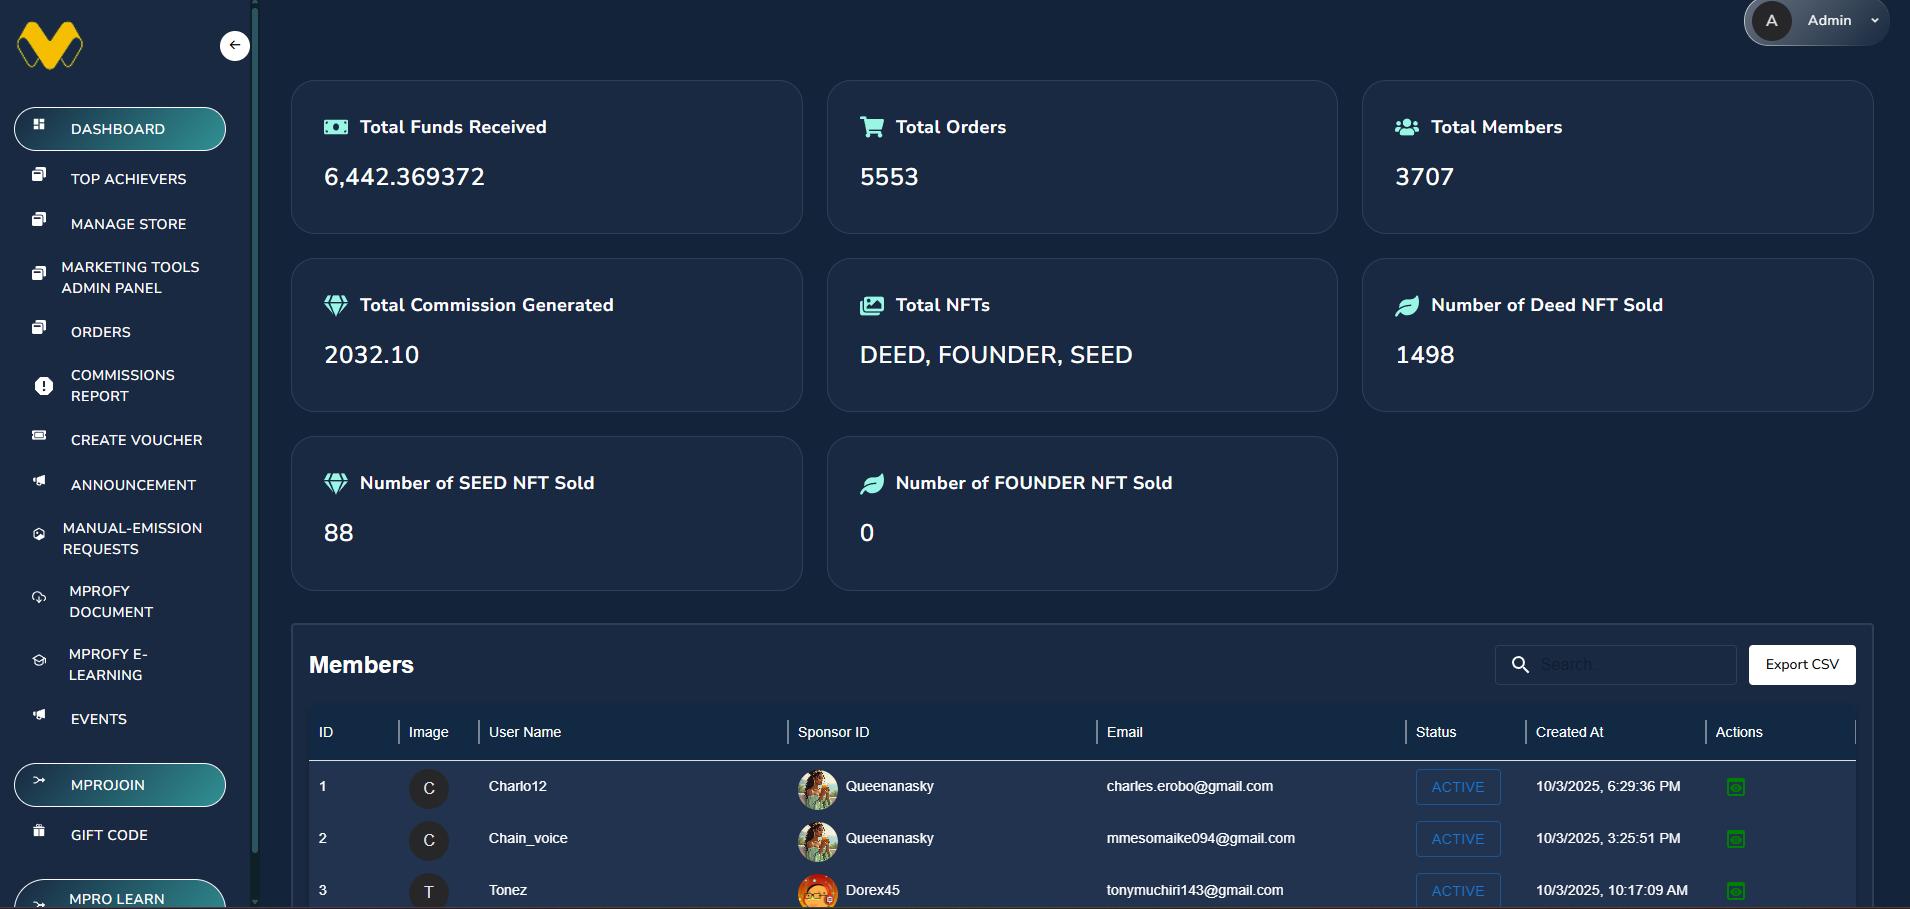 A Admin
DASHBOARD
TOP ACHIEVERS
MANAGE STORE
MARKETING TOOLS
ADMIN PANEL
ORDERS
COMMISSIONS
REPORT
CREATE VOUCHER
ANNOUNCEMENT
MANUAL-EMISSION
REQUESTS
MPROFY
DOCUMENT
MPROFY E-
LEARNING
EVENTS
MPROJOIN
GIFT CODE
MPRO LEARN
Total Funds Received
6,442.369372
Total Orders
5553
Total Members
3707
Total Commission Generated
2032.10
Total NFTs
DEED, FOUNDER, SEED
Number of Deed NFT Sold
1498
Number of SEED NFT Sold
88
Number of FOUNDER NFT Sold
0
Members
Search
Export CSV
ID Image User Name Sponsor ID Email Status Created At Actions
1 C Charlo12 Queenanasky charles.erobo@gmail.com ACTIVE 10/3/2025, 6:29:36 PM
2 C Chain_voice Queenanasky mmesomaike094@gmail.com ACTIVE 10/3/2025, 3:25:51 PM
3 T Tonez Dorex45 tonymuchiri143@gmail.com ACTIVE 10/3/2025, 10:17:09 AM